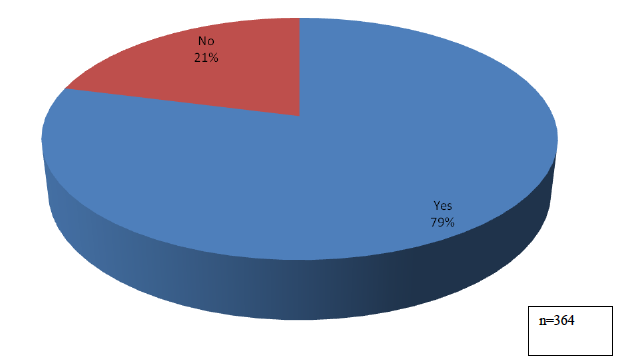 No
21%
Yes
79%
n=364